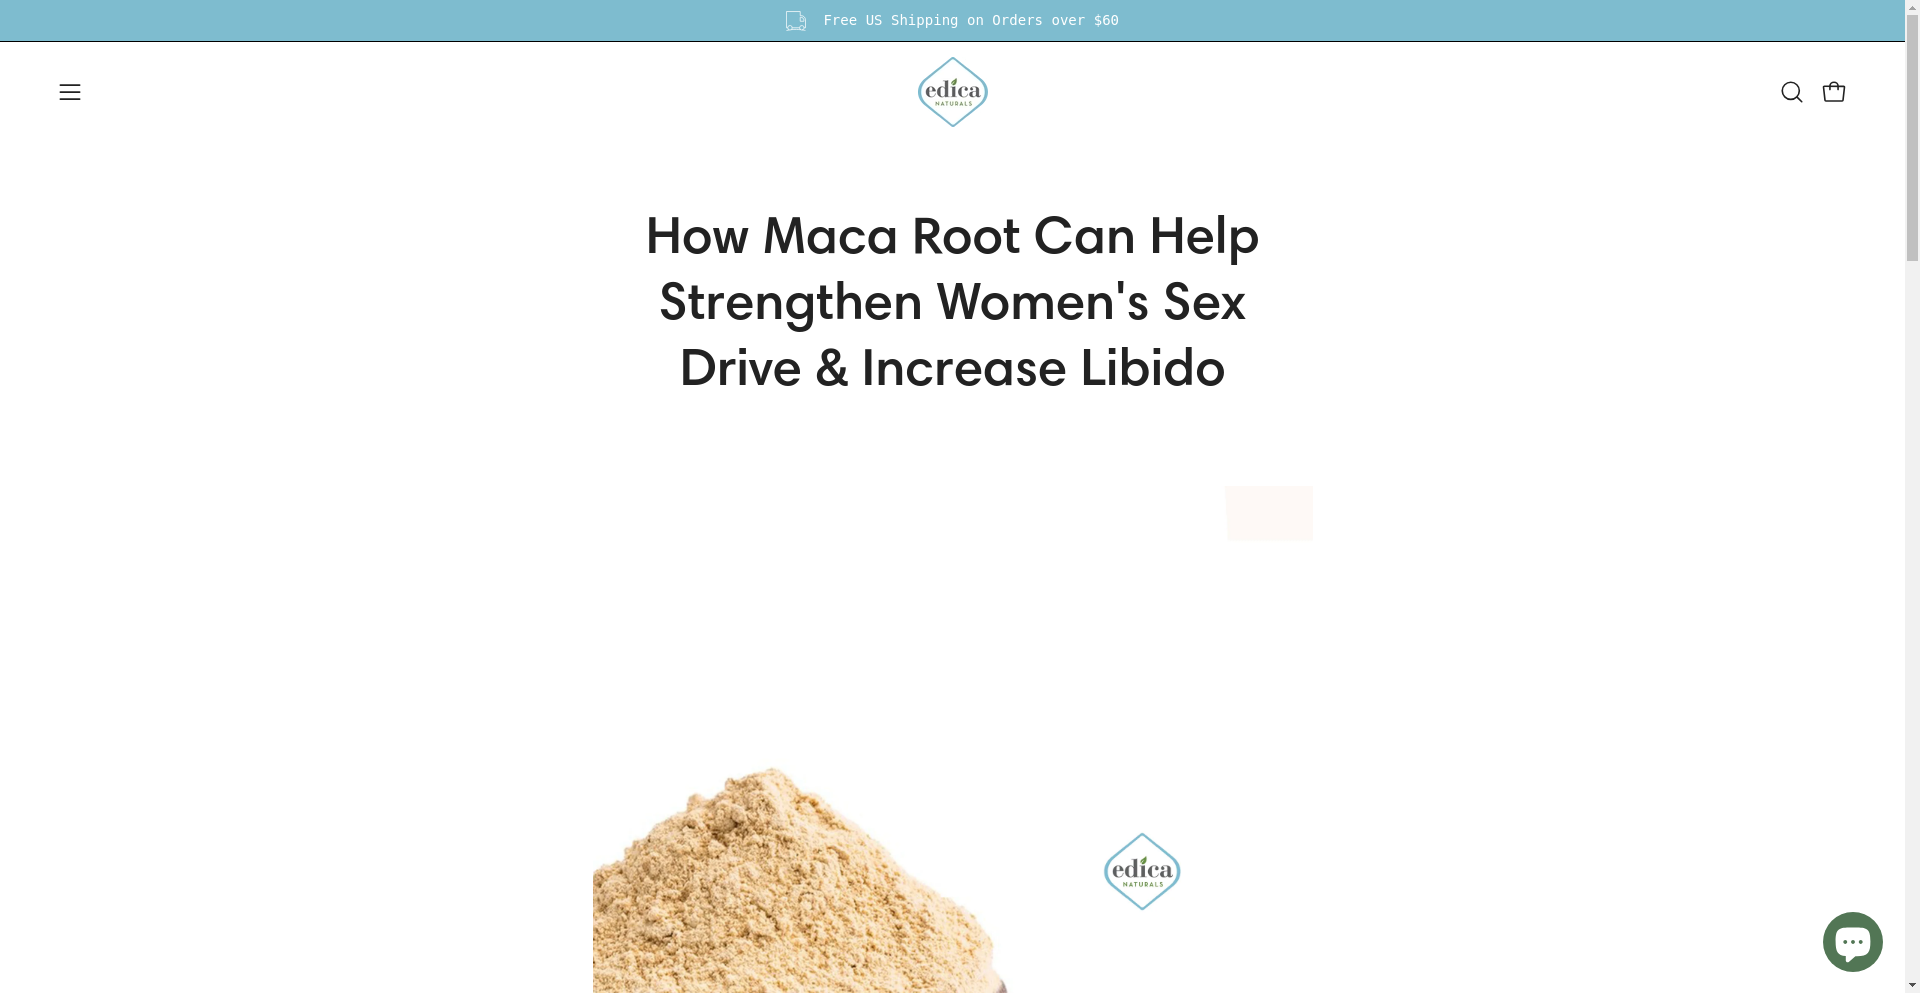 Free US Shipping on Orders over $60
edica
NATURALS
How Maca Root Can Help
Strengthen Women's Sex
Drive & Increase Libido
edica
NATURALS